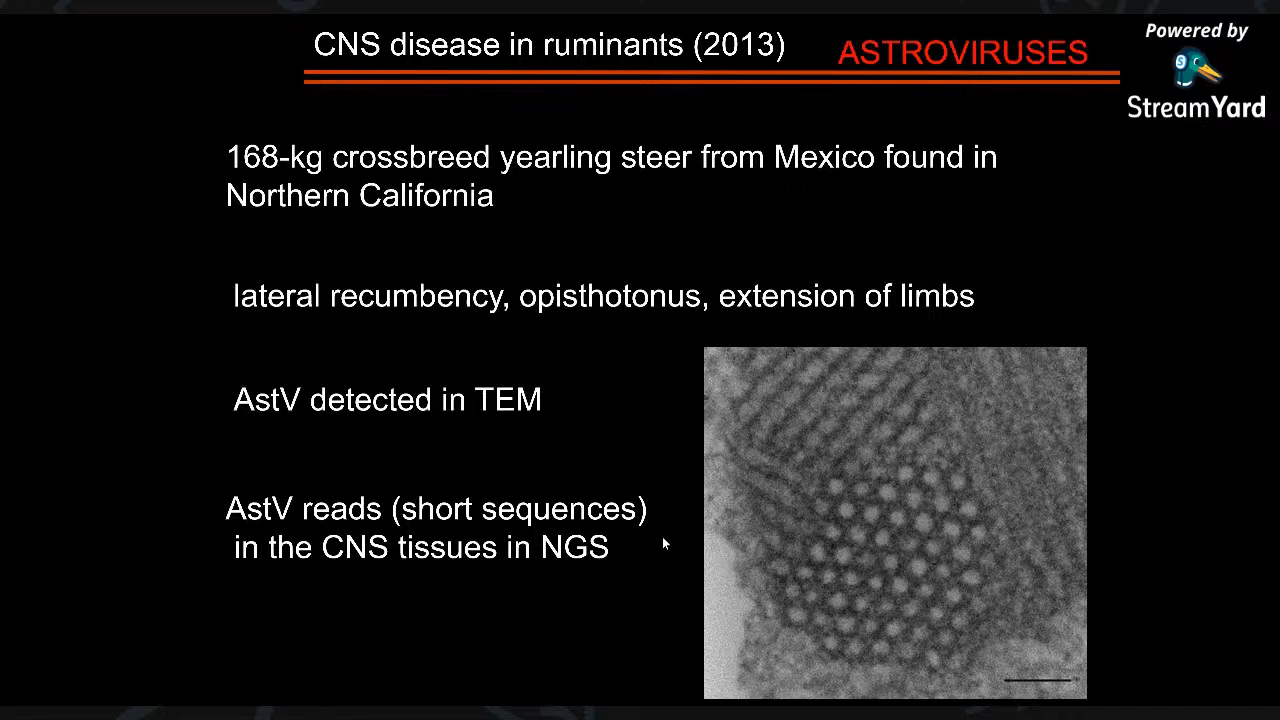 CNS disease in ruminants (2013)
ASTROVIRUSES
Powered by
StreamYard
168-kg crossbreed yearling steer from Mexico found in
Northern California
lateral recumbency, opisthotonus, extension of limbs
AstV detected in TEM
AstV reads (short sequences)
in the CNS tissues in NGS